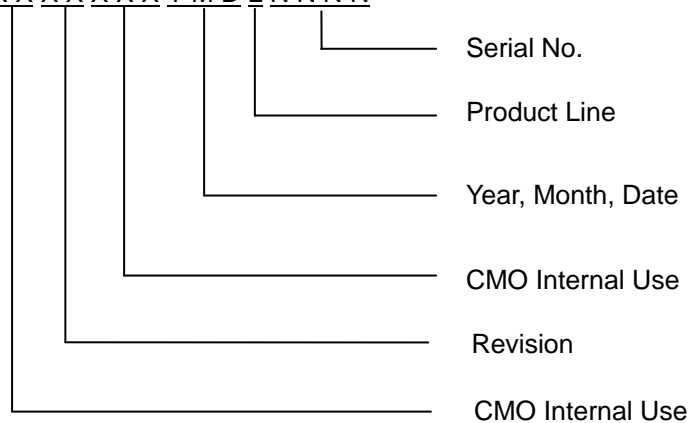 X X X X X X X Y M D L N N N N
Serial No.
Product Line
Year, Month, Date
CMO Internal Use
Revision
CMO Internal Use